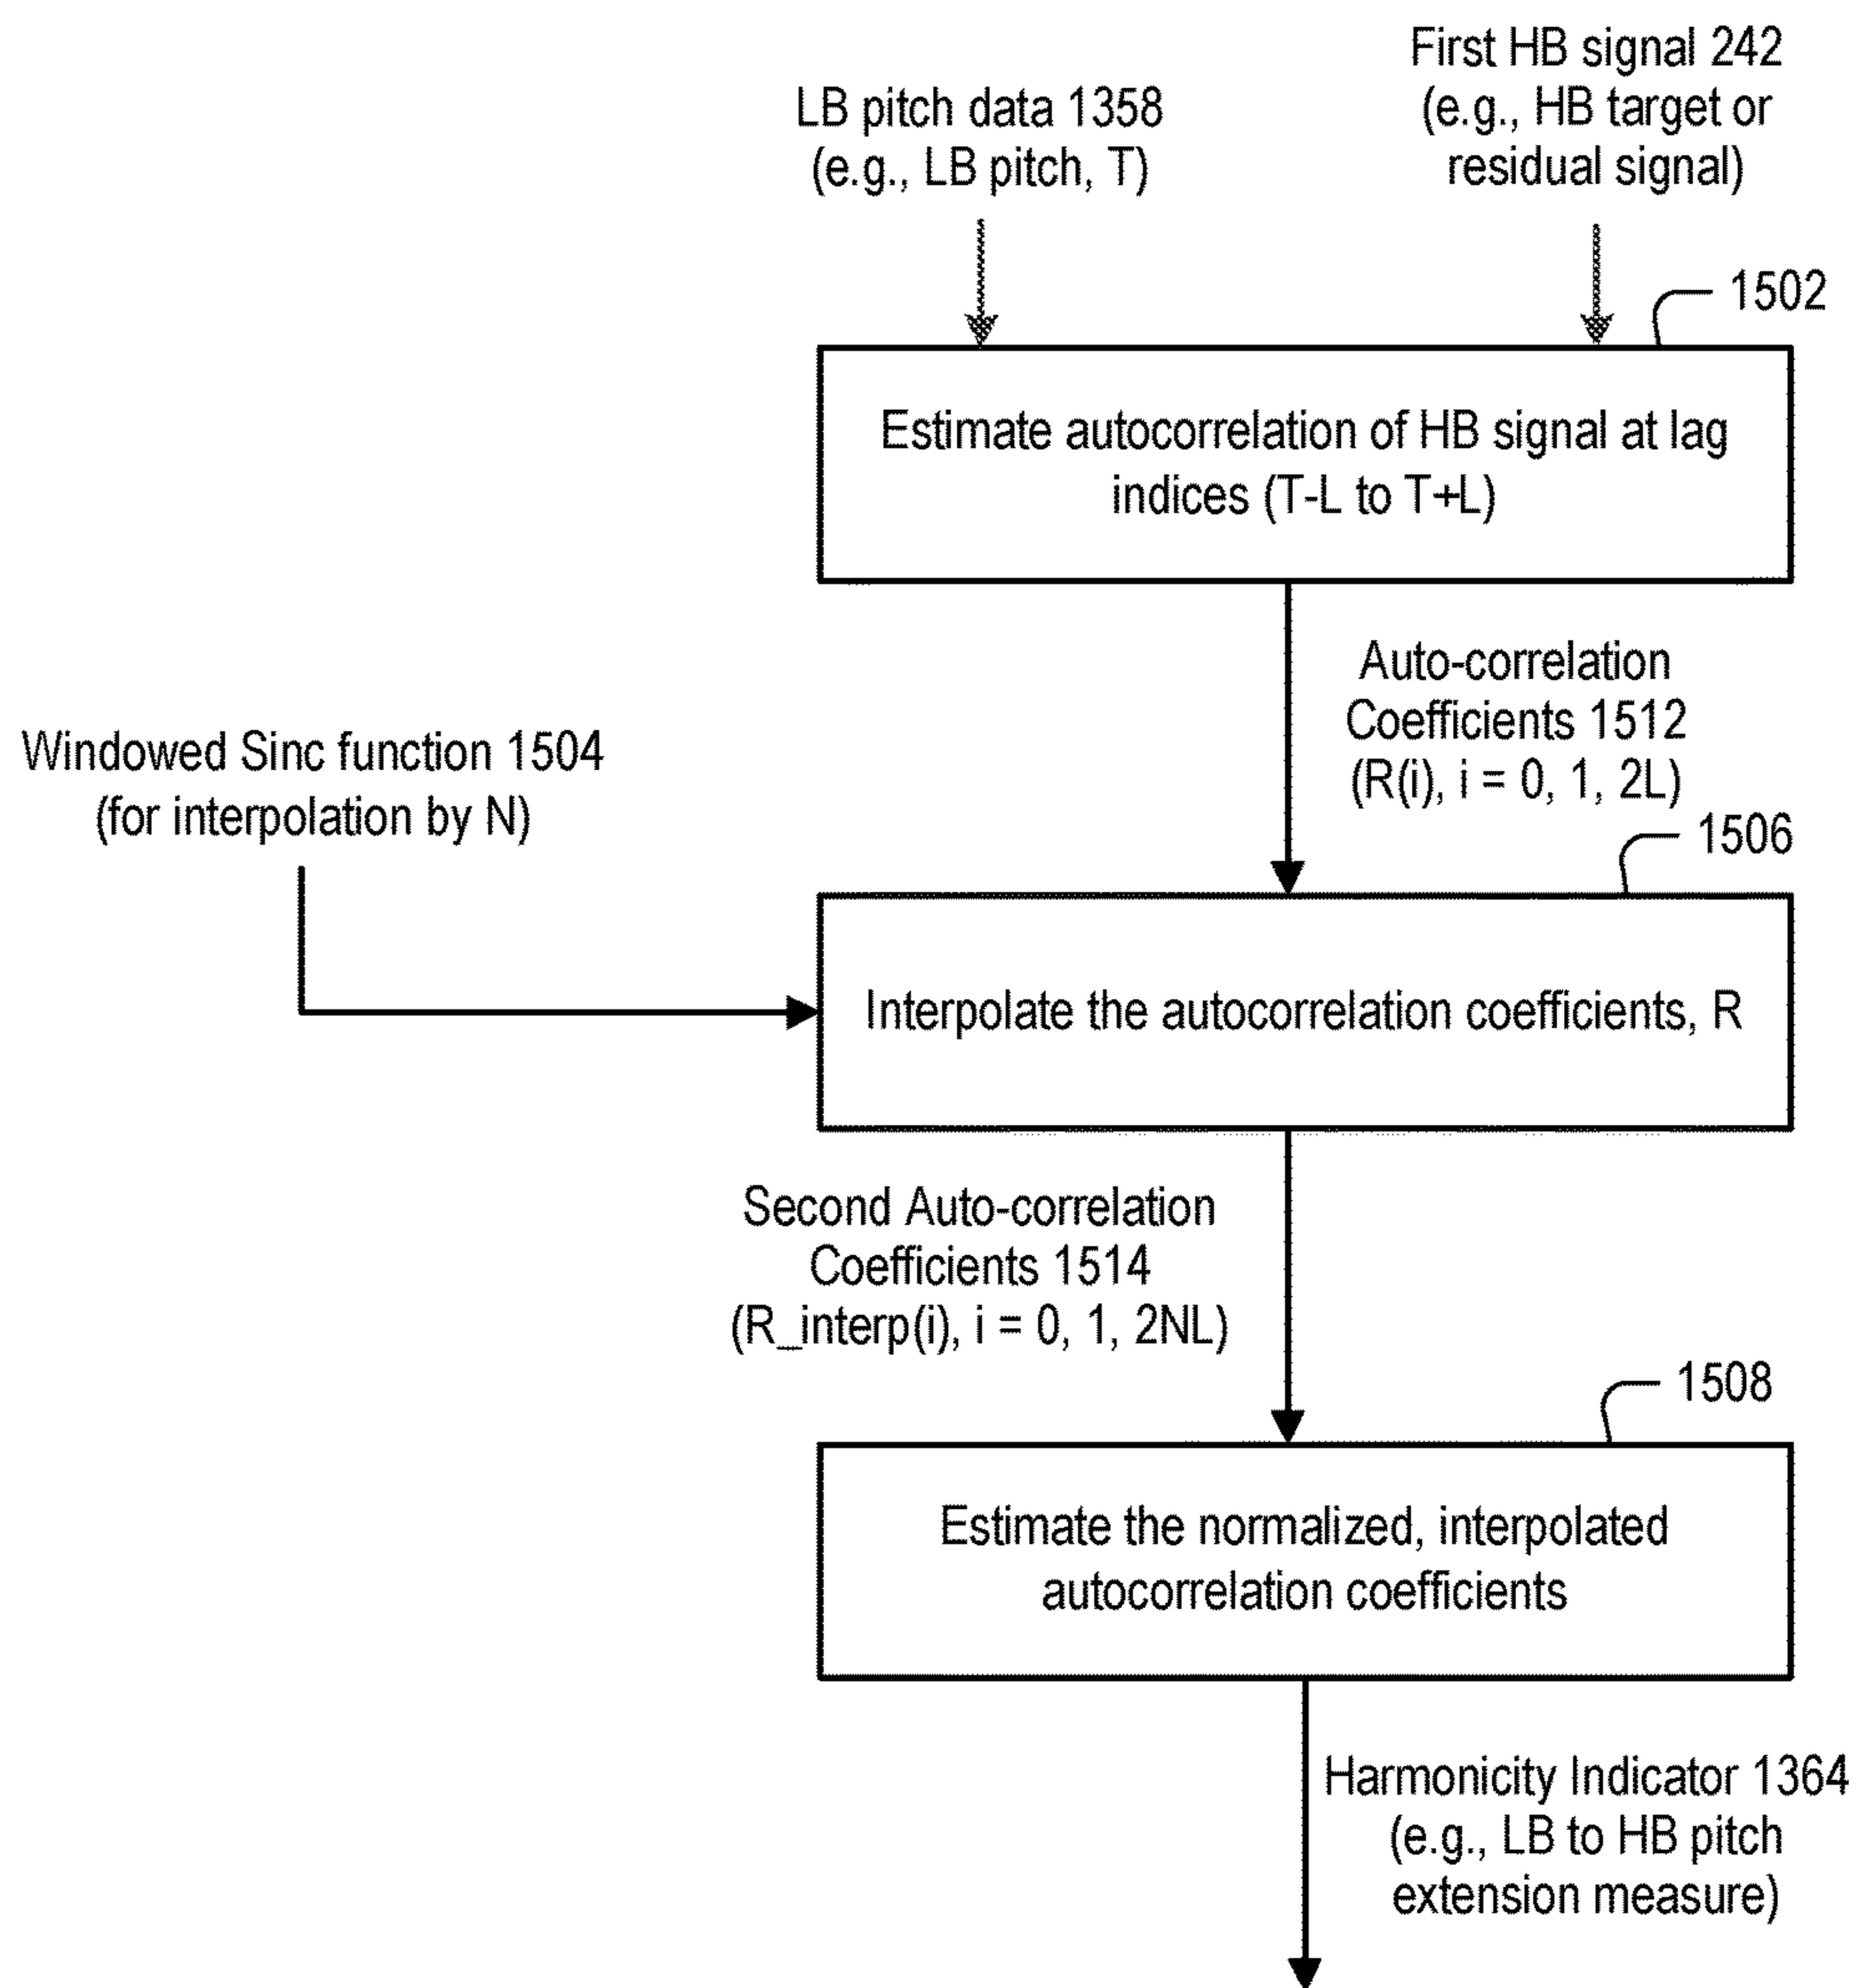 First HB signal 242
(e.g., HB target or
residual signal)
LB pitch data 1358
(e.g., LB pitch, T)
1502
Estimate autocorrelation of HB signal at lag
indices (T-L to T+L)
Auto-correlation
Coefficients 1512
(R(i), i = 0, 1, 2L)
Windowed Sinc function 1504
(for interpolation by N)
1506
Interpolate the autocorrelation coefficients, R
Second Auto-correlation
Coefficients 1514
(R_interp(i), i = 0, 1, 2NL)
1508
Estimate the normalized, interpolated
autocorrelation coefficients
Harmonicity Indicator 1364
(e.g., LB to HB pitch
extension measure)